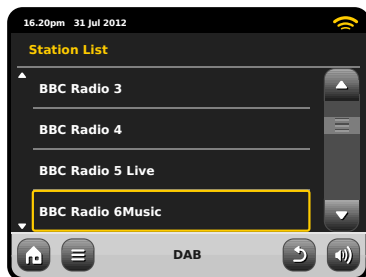 16.20pm 31 Jul 2012
Station List
BBC Radio 3
BBC Radio 4
BBC Radio 5 Live
BBC Radio 6Music
DAB